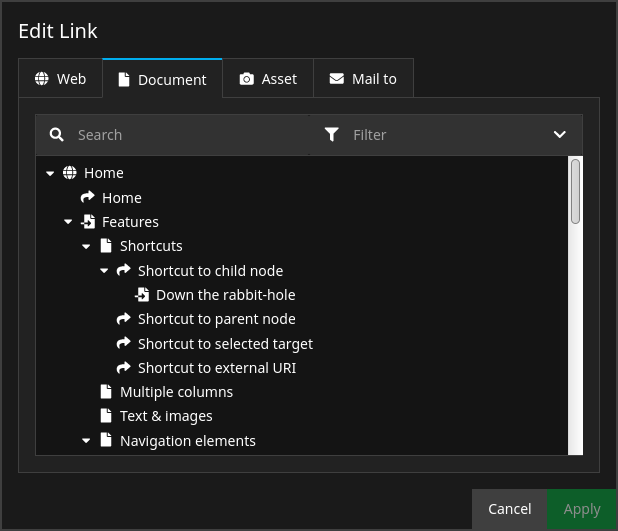 Edit Link
Web Document Asset Mail to
Search Filter
Home
Home
Features
Shortcuts
Shortcut to child node
Down the rabbit-hole
Shortcut to parent node
Shortcut to selected target
Shortcut to external URI
Multiple columns
Text & images
Navigation elements
Cancel Apply